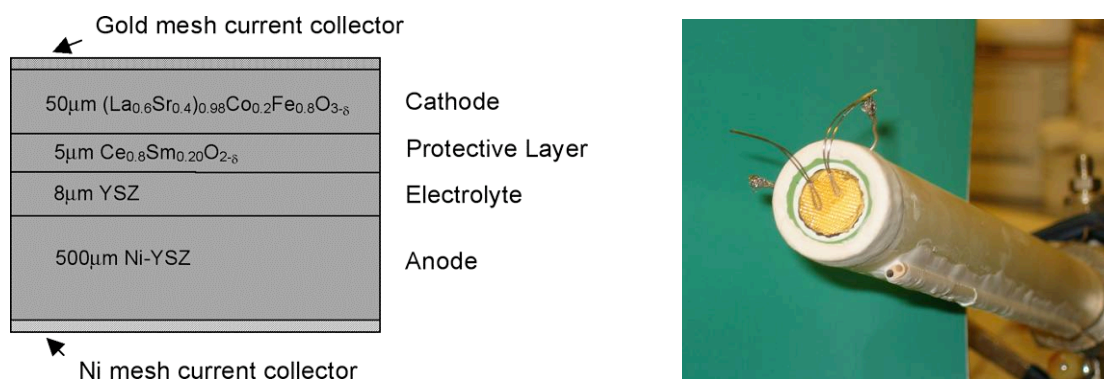 Gold mesh current collector
50μm (La0.6Sr0.4)0.98Co0.2Fe0.8O3-δ
Cathode
5μm Ce0.8Sm0.20O2-δ
Protective Layer
8μm YSZ
Electrolyte
500μm Ni-YSZ
Anode
Ni mesh current collector